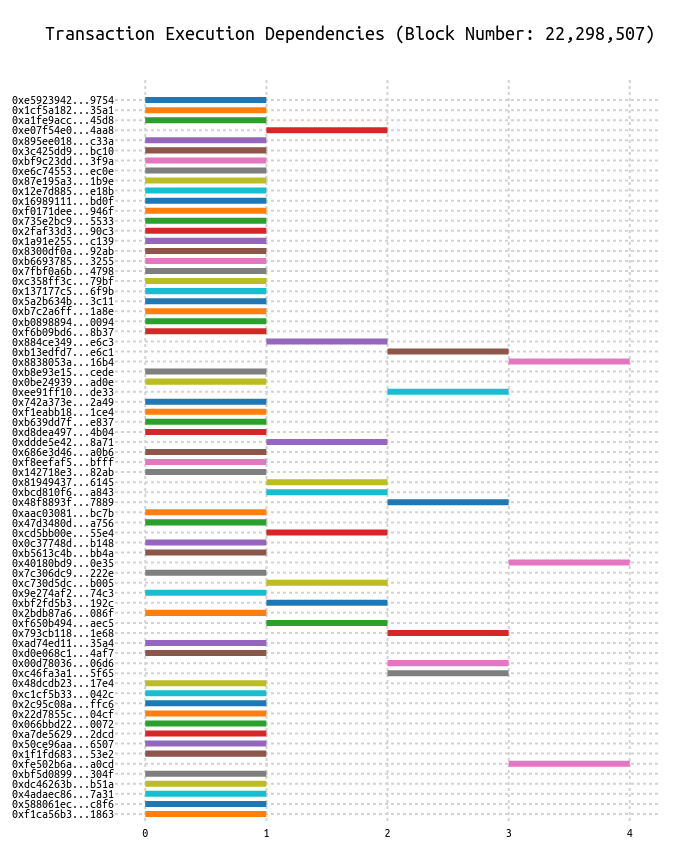 Transaction Execution Dependencies (Block Number: 22,298,507)
0xe5923942...9754
0x1cf5a182...35a1
0xa1fe9acc...45d8
0xe07f54e0...4aa8
0x895ee018...c33a
0x3c425dd9...bc10
0xbf9c23dd...3f9a
0xe6c74553...ec0e
0x87e195a3...1b9e
0x12e7d885...e18b
0x16989111...bd0f
0xf0171dee...946f
0x735e2bc9...5533
0x2faf33d3...90c3
0x1a91e255...c139
0x8300df0a...92ab
0xb6693785...3255
0x7fbf0a6b...4798
0xc358ff3c...79bf
0x137177c5...6f9b
0x5a2b634b...3c11
0xb7c2a6ff...1a8e
0xb0898894...0094
0xf6b09bd6...8b37
0x884ce349...e6c3
0xb13edfd7...e6c1
0x8838053a...16b4
0xb8e93e15...cede
0x0be24939...ad0e
0xee91ff10...de33
0x742a373e...2a49
0xf1eabb18...1ce4
0xb639dd7f...e837
0xd8dea497...4b04
0xddde5e42...8a71
0x686e3d46...a0b6
0xf8eefaf5...bfff
0x142718e3...82ab
0x81949437...6145
0xbcd810f6...a843
0x48f8893f...7889
0xaac03081...bc7b
0x47d3480d...a756
0xcd5bb00e...55e4
0x0c37748d...b148
0xb5613c4b...bb4a
0x40180bd9...0e35
0x7c306dc9...222e
0xc730d5dc...b005
0x9e274af2...74c3
0xbf2fd5b3...192c
0x2bdb87a6...086f
0xf650b494...aec5
0x793cb118...1e68
0xad74ed11...35a4
0xd0e068c1...4af7
0x00d78036...06d6
0xc46fa3a1...5f65
0x48dcdb23...17e4
0xc1cf5b33...042c
0x2c95c08a...ffc6
0x22d7855c...04cf
0x066bbd22...0072
0xa7de5629...2dcd
0x50ce96aa...6507
0x1f1fd683...53e2
0xfe502b6a...a0cd
0xbf5d0899...304f
0xdc46263b...b51a
0x4adaec86...7a31
0x588061ec...c8f6
0xf1ca56b3...1863
0 1 2 3 4